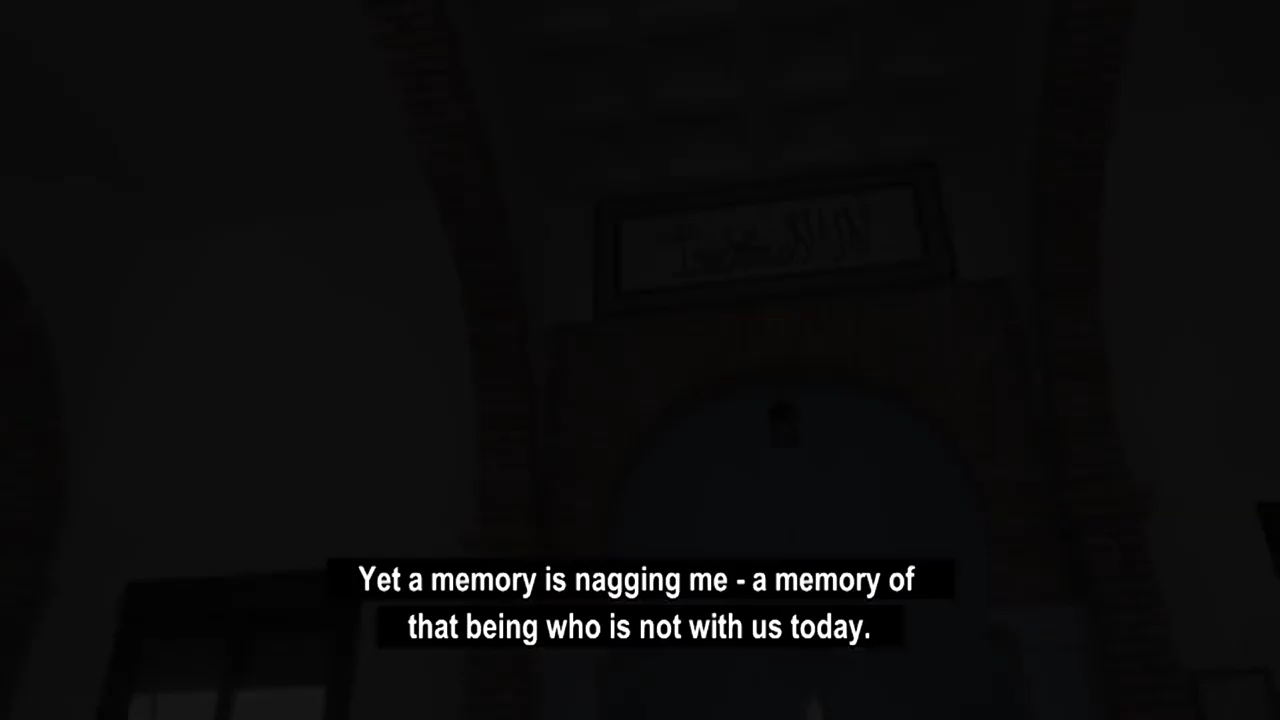 Yet a memory is nagging me - a memory of
that being who is not with us today.